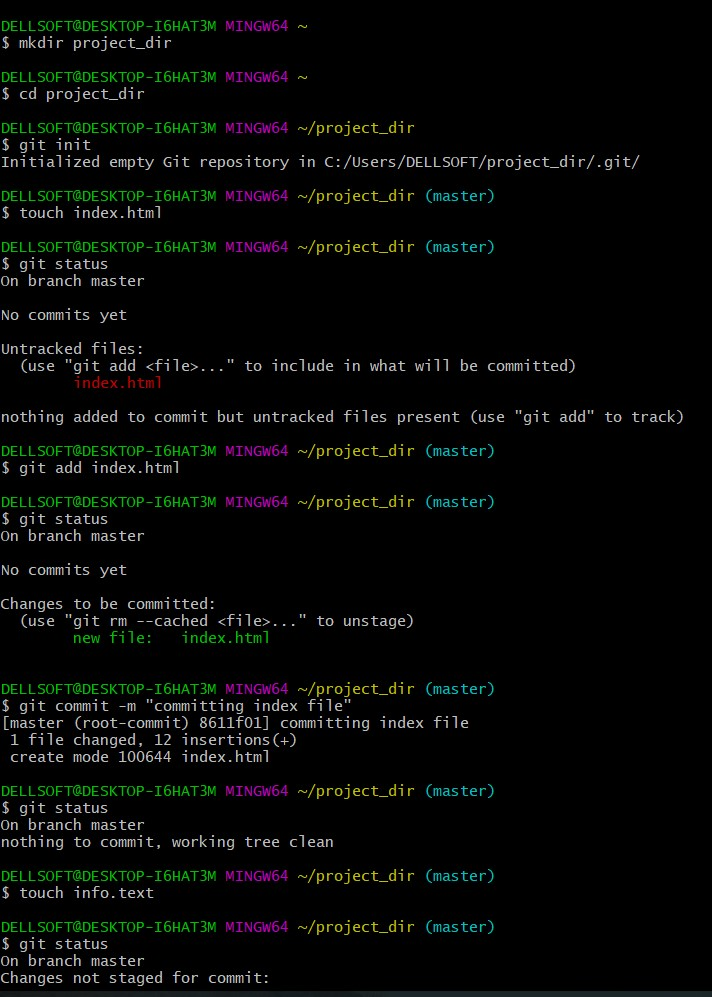 DELLSOFT@DESKTOP-I6HAT3M MINGW64 ~
$ mkdir project_dir
DELLSOFT@DESKTOP-I6HAT3M MINGW64 ~
$ cd project_dir
DELLSOFT@DESKTOP-I6HAT3M MINGW64 ~/project_dir
$ git init
Initialized empty Git repository in C:/Users/DELLSOFT/project_dir/.git/
DELLSOFT@DESKTOP-I6HAT3M MINGW64 ~/project_dir (master)
$ touch index.html
DELLSOFT@DESKTOP-I6HAT3M MINGW64 ~/project_dir (master)
$ git status
On branch master
No commits yet
Untracked files:
  (use "git add <file>..." to include in what will be committed)
        index.html
nothing added to commit but untracked files present (use "git add" to track)
DELLSOFT@DESKTOP-I6HAT3M MINGW64 ~/project_dir (master)
$ git add index.html
DELLSOFT@DESKTOP-I6HAT3M MINGW64 ~/project_dir (master)
$ git status
On branch master
No commits yet
Changes to be committed:
  (use "git rm --cached <file>..." to unstage)
        new file:   index.html
DELLSOFT@DESKTOP-I6HAT3M MINGW64 ~/project_dir (master)
$ git commit -m "committing index file"
[master (root-commit) 8611f01] committing index file
 1 file changed, 12 insertions(+)
 create mode 100644 index.html
DELLSOFT@DESKTOP-I6HAT3M MINGW64 ~/project_dir (master)
$ git status
On branch master
nothing to commit, working tree clean
DELLSOFT@DESKTOP-I6HAT3M MINGW64 ~/project_dir (master)
$ touch info.text
DELLSOFT@DESKTOP-I6HAT3M MINGW64 ~/project_dir (master)
$ git status
On branch master
Changes not staged for commit: